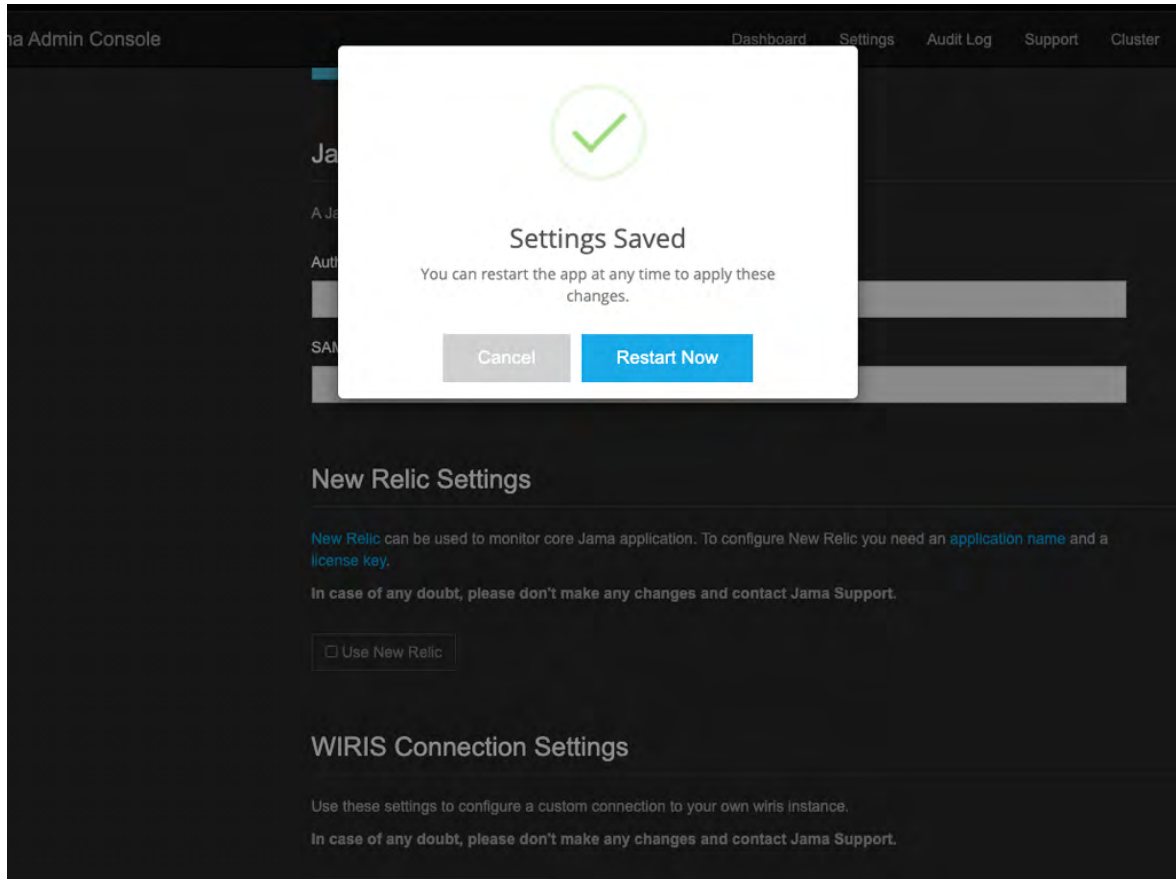 na Admin Console
Dashboard Settings Audit Log Support Cluster
Ja
A Ja
Auth
SAM
Settings Saved
You can restart the app at any time to apply these
changes.
Cancel Restart Now
New Relic Settings
New Relic can be used to monitor core Jama application. To configure New Relic you need an application name and a
license key.
In case of any doubt, please don't make any changes and contact Jama Support.
Use New Relic
WIRIS Connection Settings
Use these settings to configure a custom connection to your own wiris instance.
In case of any doubt, please don't make any changes and contact Jama Support.